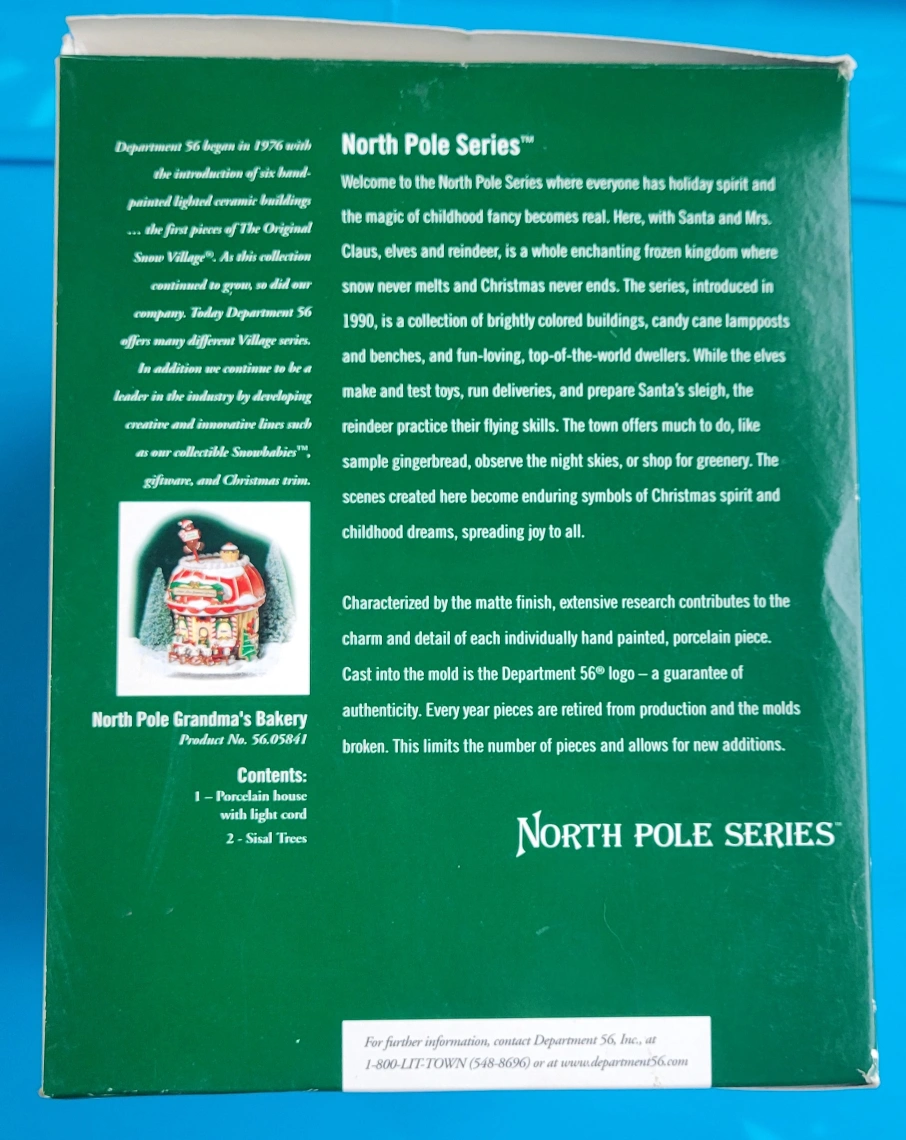 Department 56 began in 1976 with
the introduction of six hand-
painted lighted ceramic buildings
... the first pieces of The Original
Snow Village®. As this collection
continued to grow, so did our
company. Today Department 56
offers many different Village series.
In addition we continue to be a
leader in the industry by developing
creative and innovative lines such
as our collectible Snowbabies™,
giftware, and Christmas trim.
North Pole Grandma's Bakery
Product No. 56.05841
Contents:
1 – Porcelain house
with light cord
2 - Sisal Trees
North Pole Series™
Welcome to the North Pole Series where everyone has holiday spirit and
the magic of childhood fancy becomes real. Here, with Santa and Mrs.
Claus, elves and reindeer, is a whole enchanting frozen kingdom where
snow never melts and Christmas never ends. The series, introduced in
1990, is a collection of brightly colored buildings, candy cane lampposts
and benches, and fun-loving, top-of-the-world dwellers. While the elves
make and test toys, run deliveries, and prepare Santa's sleigh, the
reindeer practice their flying skills. The town offers much to do, like
sample gingerbread, observe the night skies, or shop for greenery. The
scenes created here become enduring symbols of Christmas spirit and
childhood dreams, spreading joy to all.
Characterized by the matte finish, extensive research contributes to the
charm and detail of each individually hand painted, porcelain piece.
Cast into the mold is the Department 56® logo – a guarantee of
authenticity. Every year pieces are retired from production and the molds
broken. This limits the number of pieces and allows for new additions.
NORTH POLE SERIES™
For further information, contact Department 56, Inc., at
1-800-LIT-TOWN (548-8696) or at www.department56.com